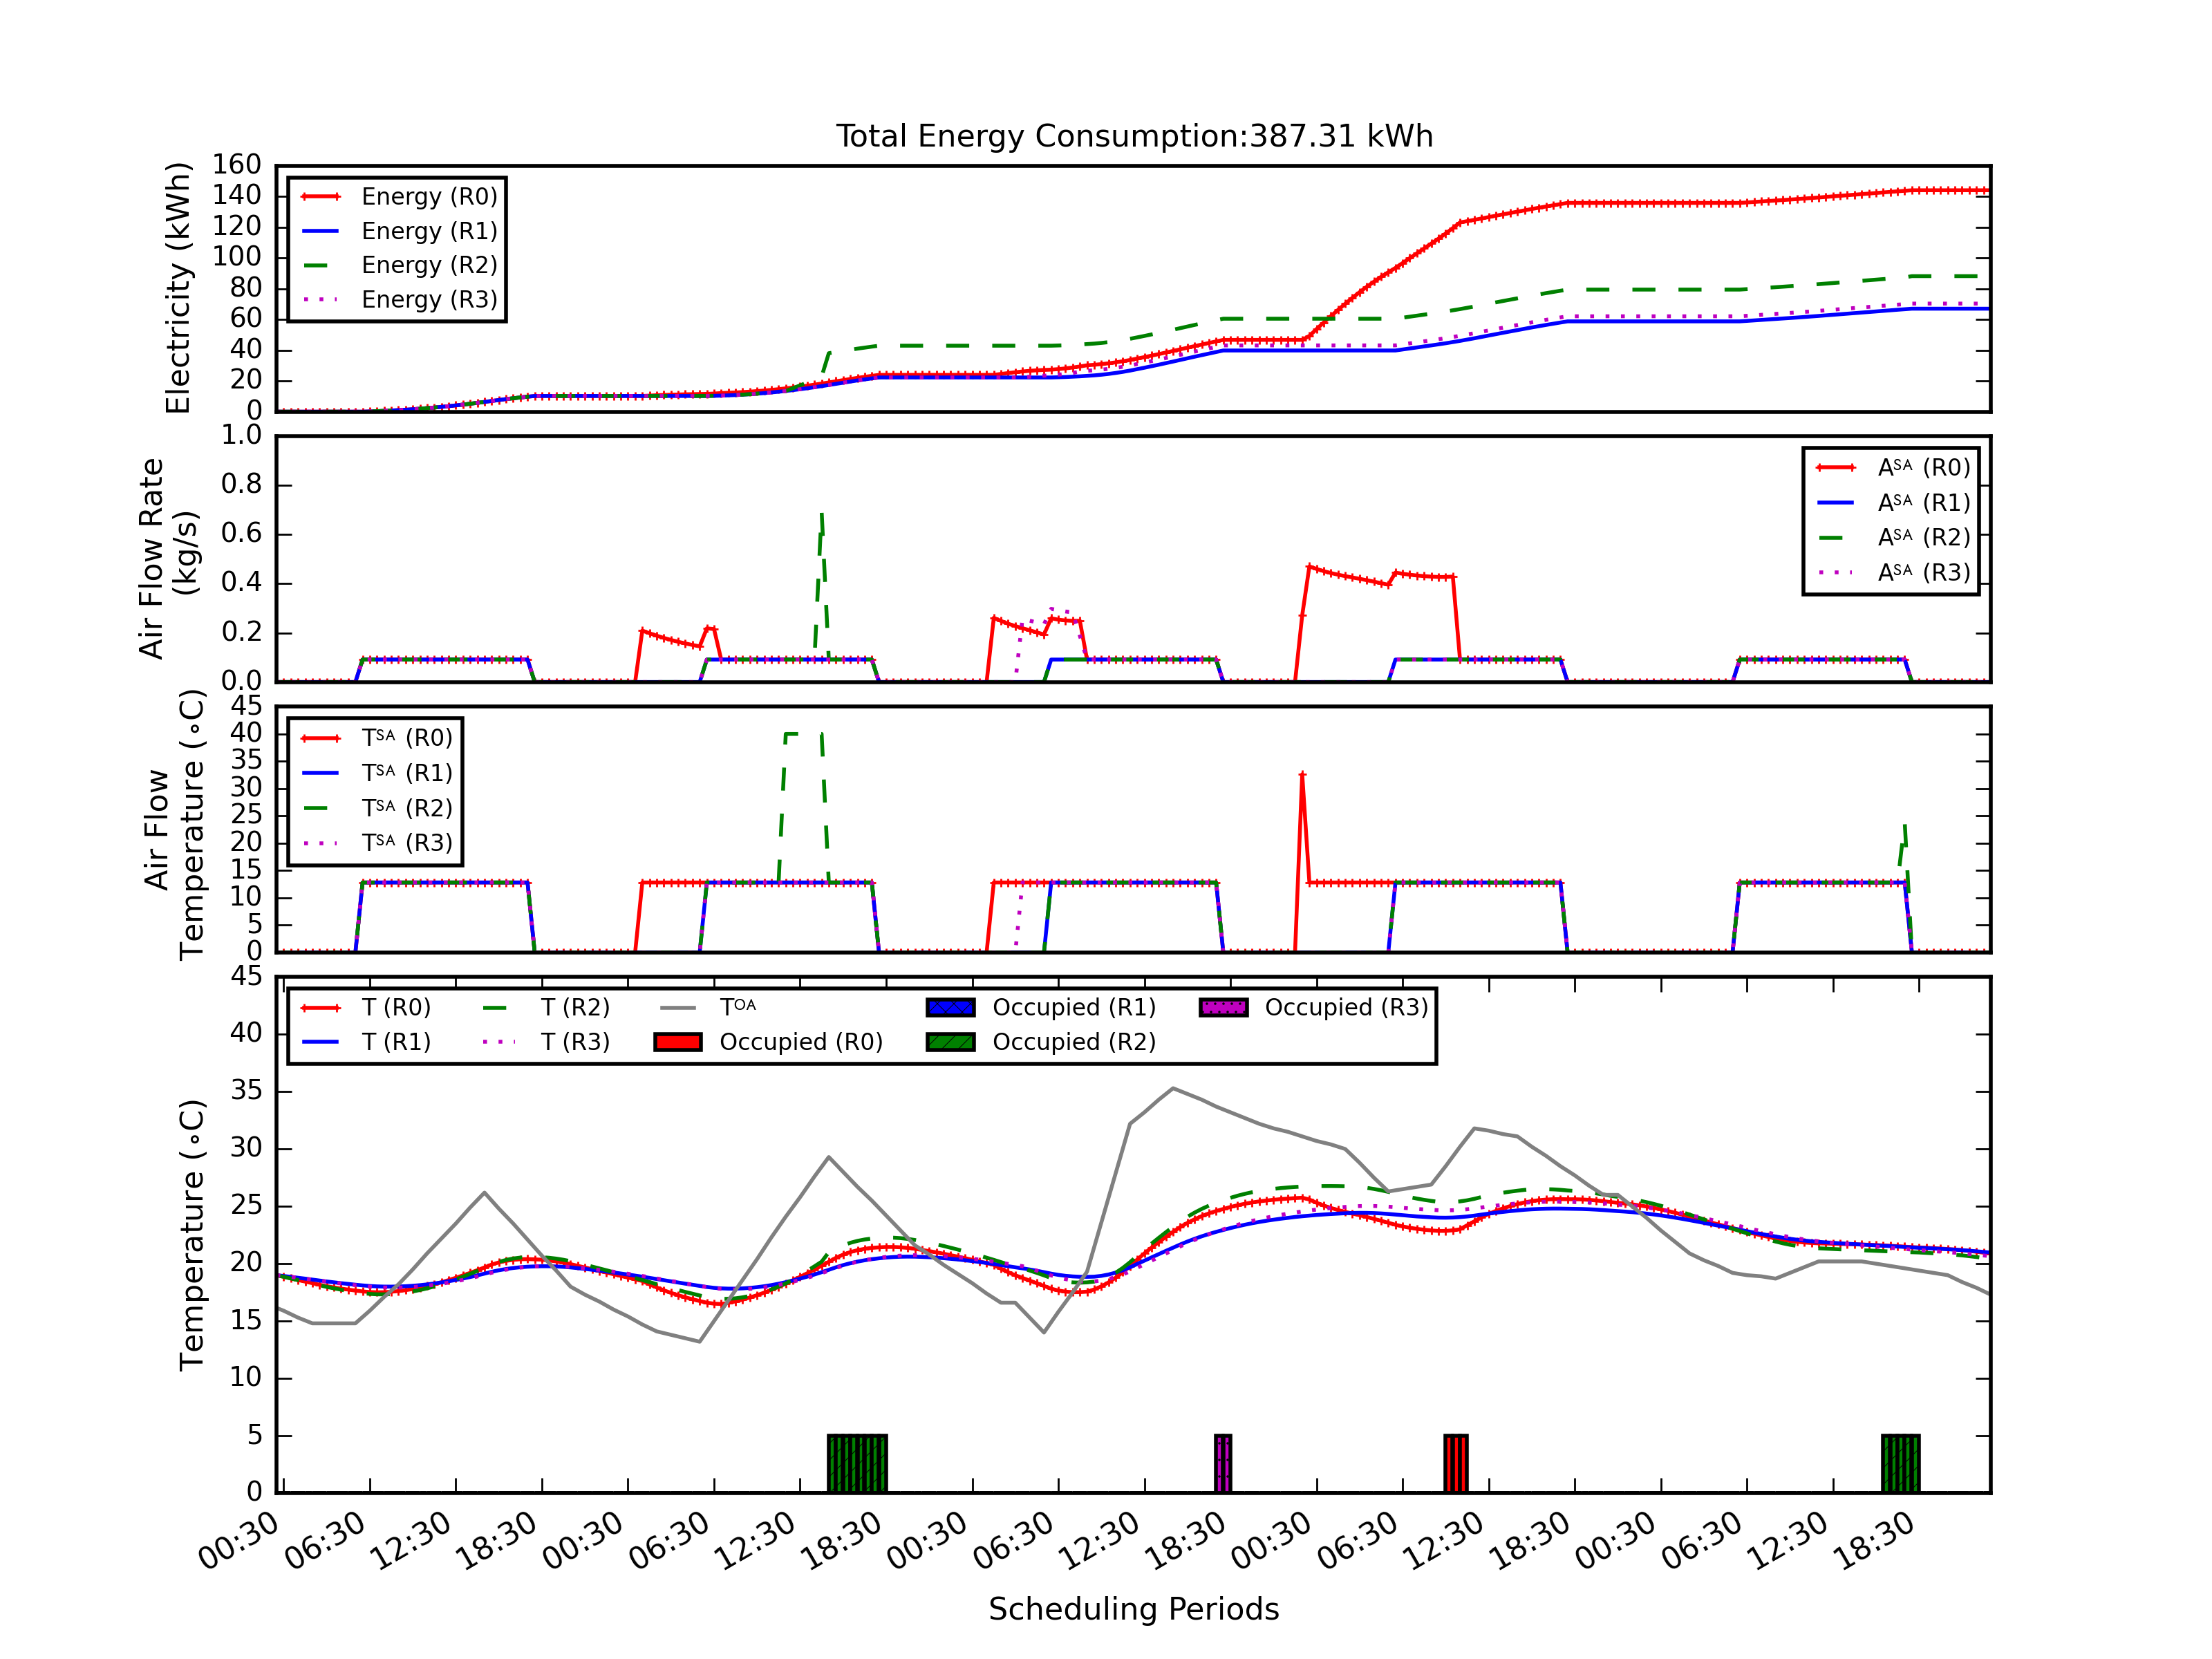 Total Energy Consumption:387.31 kWh
Electricity (kWh)
160
140
120
100
80
60
40
20
0
Energy (R0)
Energy (R1)
Energy (R2)
Energy (R3)
Air Flow Rate
(kg/s)
1.0
0.8
0.6
0.4
0.2
0.0
Aˢᴬ (R0)
Aˢᴬ (R1)
Aˢᴬ (R2)
Aˢᴬ (R3)
Air Flow
Temperature (∘C)
45
40
35
30
25
20
15
10
5
0
Tˢᴬ (R0)
Tˢᴬ (R1)
Tˢᴬ (R2)
Tˢᴬ (R3)
Temperature (∘C)
45
40
35
30
25
20
15
10
5
0
T (R0) T (R2) Tᴼᴬ Occupied (R1) Occupied (R3)
T (R1) T (R3) Occupied (R0) Occupied (R2)
00:30 06:30 12:30 18:30 00:30 06:30 12:30 18:30 00:30 06:30 12:30 18:30 00:30 06:30 12:30 18:30 00:30 06:30 12:30 18:30
Scheduling Periods